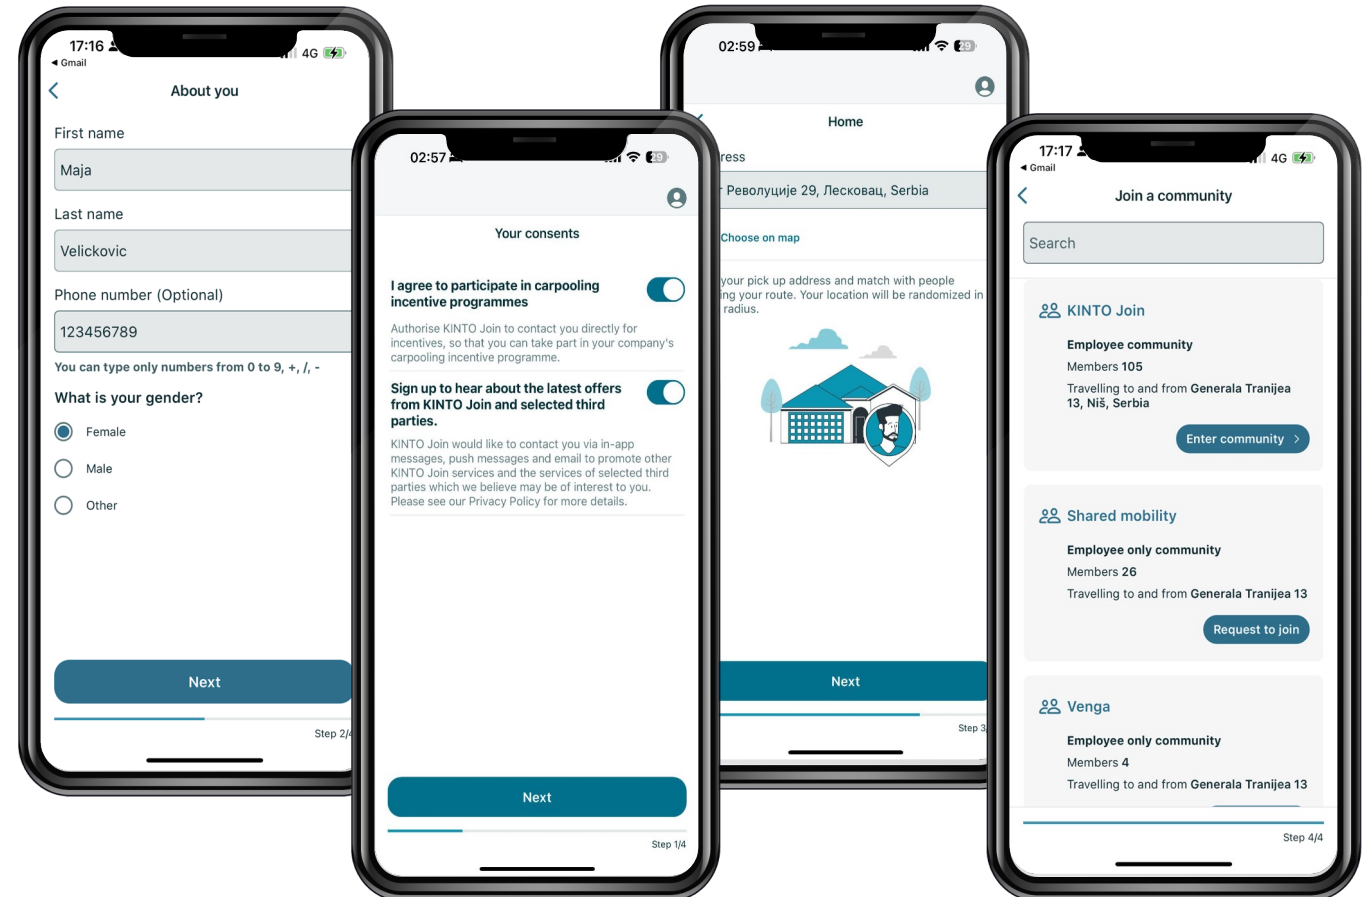 17:16
4G
◄ Gmail
About you
First name
Maja
Last name
Velickovic
Phone number (Optional)
123456789
You can type only numbers from 0 to 9, +, /, -
What is your gender?
Female
Male
Other
Next
Step 2/4
02:57
29
Your consents
I agree to participate in carpooling
incentive programmes
Authorise KINTO Join to contact you directly for
incentives, so that you can take part in your company's
carpooling incentive programme.
Sign up to hear about the latest offers
from KINTO Join and selected third
parties.
KINTO Join would like to contact you via in-app
messages, push messages and email to promote other
KINTO Join services and the services of selected third
parties which we believe may be of interest to you.
Please see our Privacy Policy for more details.
Next
Step 1/4
02:59
29
Home
ress
Револуције 29, Лесковац, Serbia
Choose on map
your pick up address and match with people
ing your route. Your location will be randomized in
radius.
Next
Step 3
17:17
4G
◄ Gmail
Join a community
Search
KINTO Join
Employee community
Members 105
Travelling to and from Generala Tranijea
13, Niš, Serbia
Enter community >
Shared mobility
Employee only community
Members 26
Travelling to and from Generala Tranijea 13
Request to join
Venga
Employee only community
Members 4
Travelling to and from Generala Tranijea 13
Step 4/4